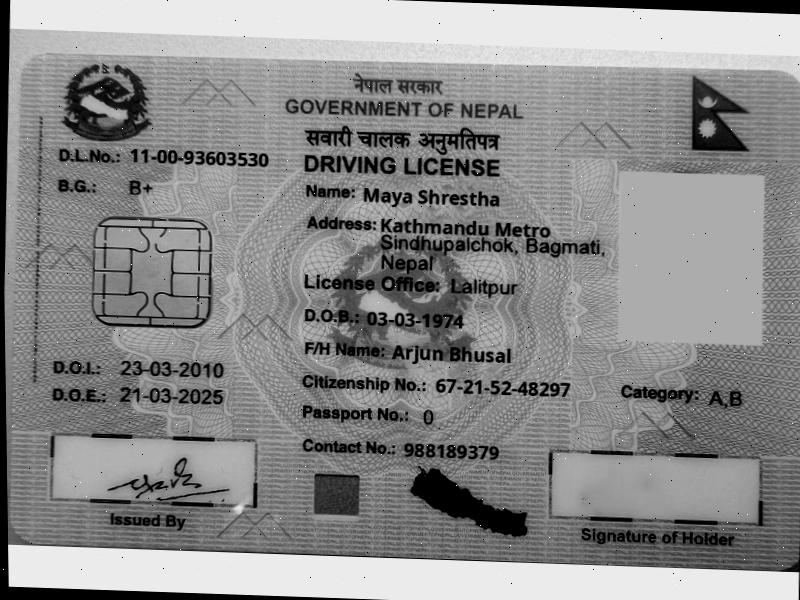 नेपाल सरकार
GOVERNMENT OF NEPAL
सवारी चालक अनुमतिपत्र
DRIVING LICENSE
D.L.No.: 11-00-93603530
B.G.: B+
Name: Maya Shrestha
Address: Kathmandu Metro
Sindhupalchok, Bagmati,
Nepal
License Office: Lalitpur
D.O.B.: 03-03-1974
F/H Name: Arjun Bhusal
D.O.I.: 23-03-2010
D.O.E.: 21-03-2025
Citizenship No.: 67-21-52-48297
Category: A,B
Passport No.: 0
Contact No.: 988189379
Issued By
Signature of Holder